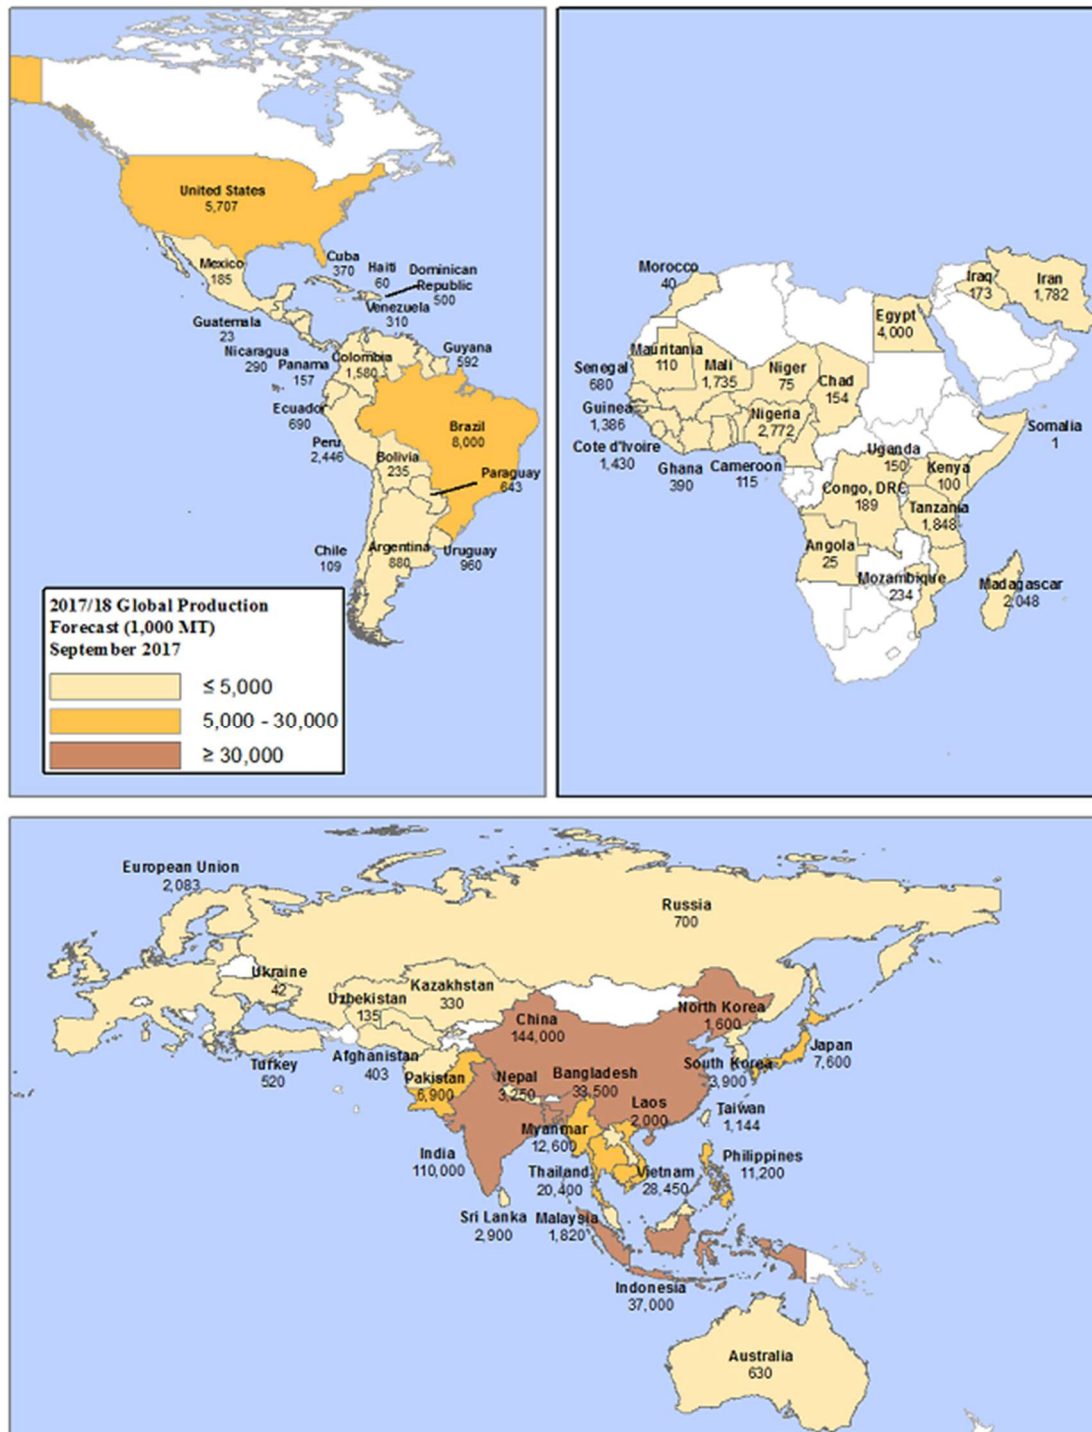 United States
5,707
Mexico
185
Cuba
370
Haiti
60
Dominican
Republic
500
Venezuela
310
Guatemala
23
Nicaragua
290
Panama
157
Colombia
1,580
Guyana
592
Ecuador
690
Peru
2,446
Brazil
8,000
Bolivia
235
Paraguay
643
Chile
109
Argentina
880
Uruguay
960
2017/18 Global Production
Forecast (1,000 MT)
September 2017
≤ 5,000
5,000 - 30,000
≥ 30,000
Morocco
40
Iraq
173
Iran
1,782
Egypt
4,000
Mauritania
110
Senegal
680
Mali
1,735
Niger
75
Chad
154
Guinea
1,386
Nigeria
2,772
Cote d'Ivoire
1,430
Ghana
390
Cameroon
115
Somalia
1
Uganda
150
Kenya
100
Congo, DRC
189
Tanzania
1,848
Angola
25
Mozambique
234
Madagascar
2,048
European Union
2,083
Russia
700
Ukraine
42
Uzbekistan
135
Kazakhstan
330
China
144,000
North Korea
1,600
Japan
7,600
Turkey
520
Afghanistan
403
Pakistan
6,900
Nepal
3,250
Bangladesh
33,500
South Korea
3,900
Laos
2,000
Taiwan
1,144
Myanmar
12,600
India
110,000
Thailand
20,400
Vietnam
28,450
Philippines
11,200
Sri Lanka
2,900
Malaysia
1,820
Indonesia
37,000
Australia
630